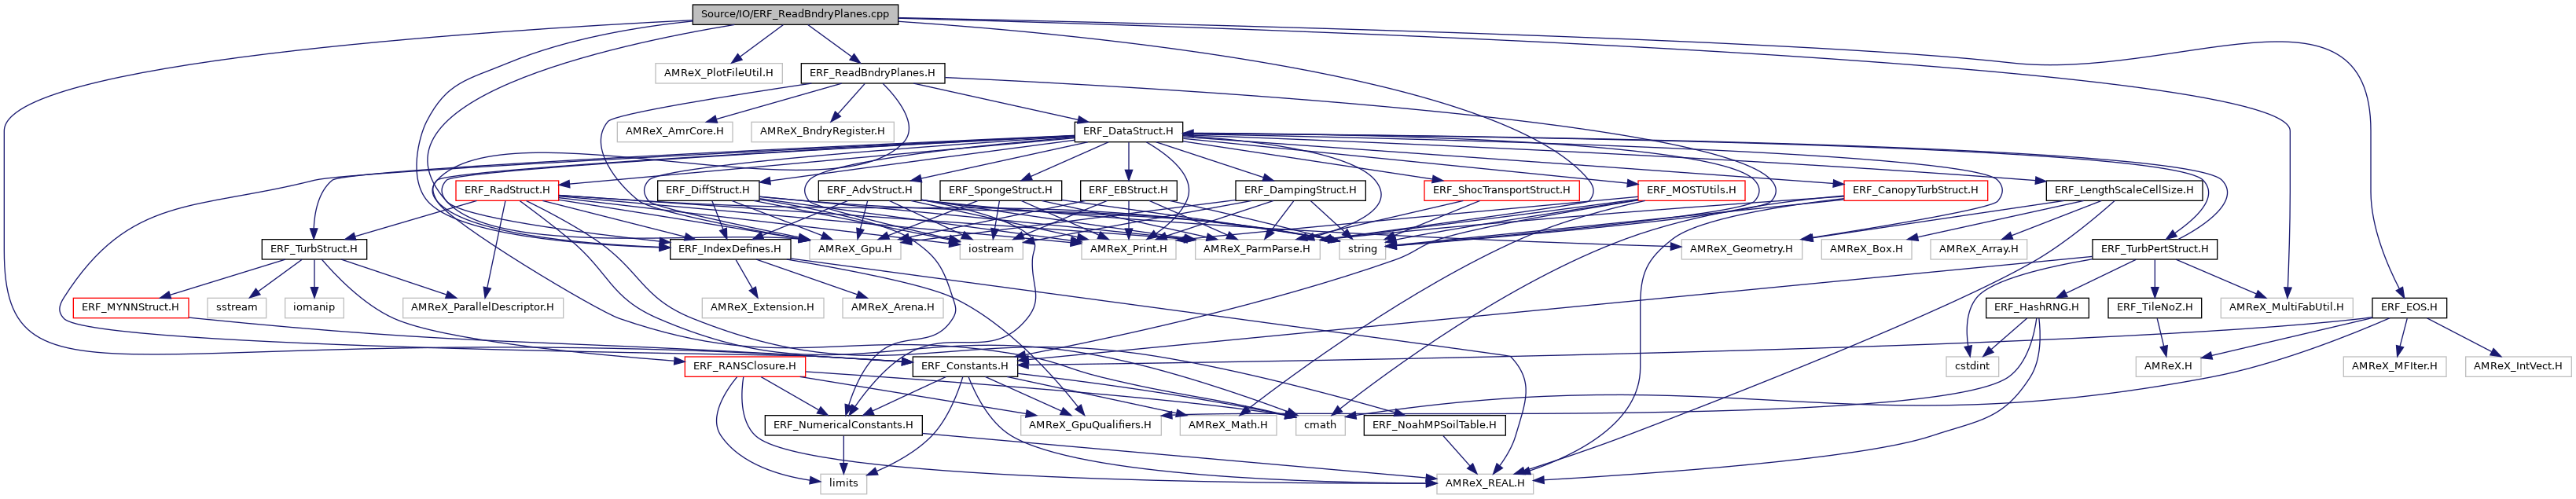 Source/IO/ERF_ReadBndryPlanes.cpp
AMReX_PlotFileUtil.H
ERF_ReadBndryPlanes.H
AMReX_AmrCore.H
AMReX_BndryRegister.H
ERF_DataStruct.H
ERF_RadStruct.H
ERF_DiffStruct.H
ERF_AdvStruct.H
ERF_SpongeStruct.H
ERF_EBStruct.H
ERF_DampingStruct.H
ERF_ShocTransportStruct.H
ERF_MOSTUtils.H
ERF_CanopyTurbStruct.H
ERF_LengthScaleCellSize.H
ERF_TurbStruct.H
ERF_IndexDefines.H
AMReX_Gpu.H
iostream
AMReX_Print.H
AMReX_ParmParse.H
string
AMReX_Geometry.H
AMReX_Box.H
AMReX_Array.H
ERF_TurbPertStruct.H
ERF_MYNNStruct.H
sstream
iomanip
AMReX_ParallelDescriptor.H
AMReX_Extension.H
AMReX_Arena.H
ERF_HashRNG.H
ERF_TileNoZ.H
AMReX_MultiFabUtil.H
ERF_EOS.H
ERF_RANSClosure.H
ERF_Constants.H
cstdint
AMReX.H
AMReX_MFIter.H
AMReX_IntVect.H
ERF_NumericalConstants.H
AMReX_GpuQualifiers.H
AMReX_Math.H
cmath
ERF_NoahMPSoilTable.H
limits
AMReX_REAL.H